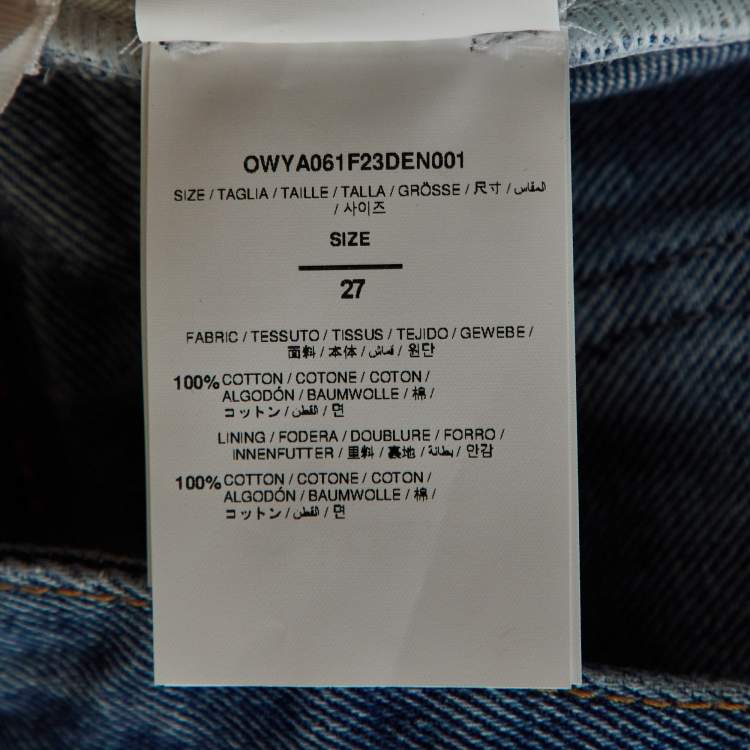 OWYA061F23DEN001
SIZE / TAGLIA / TAILLE / TALLA / GRÖSSE / 尺寸 / المقاس
/ 사이즈
SIZE
27
FABRIC / TESSUTO / TISSUS / TEJIDO / GEWEBE /
面料 / 本体 / قماش / 원단
100% COTTON / COTONE / COTON /
ALGODÓN / BAUMWOLLE / 棉 /
コットン / القطن / 면
LINING / FODERA / DOUBLURE / FORRO /
INNENFUTTER / 里料 / 裏地 / بطانة / 안감
100% COTTON / COTONE / COTON /
ALGODÓN / BAUMWOLLE / 棉 /
コットン / القطن / 면